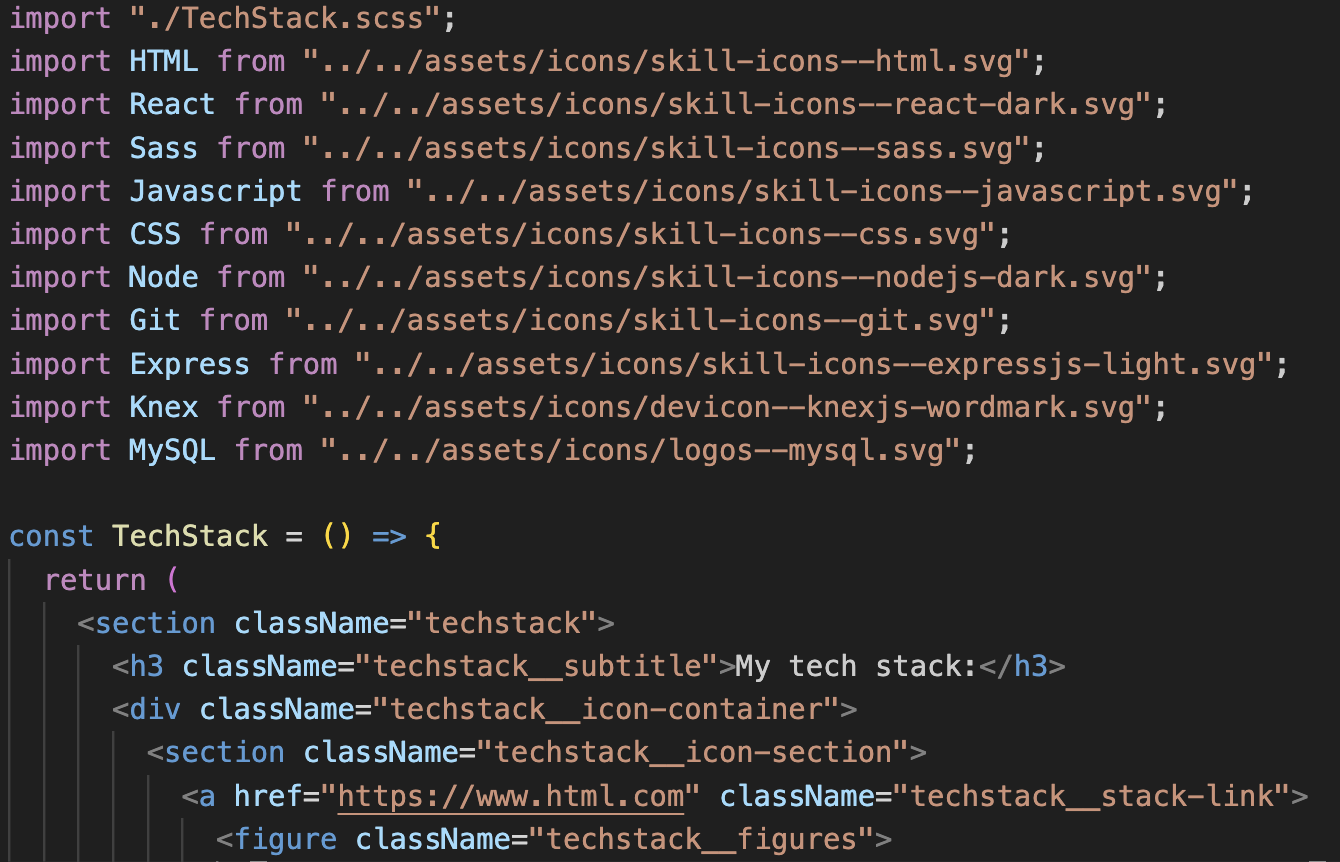 import "./TechStack.scss";
import HTML from "../../assets/icons/skill-icons--html.svg";
import React from "../../assets/icons/skill-icons--react-dark.svg";
import Sass from "../../assets/icons/skill-icons--sass.svg";
import Javascript from "../../assets/icons/skill-icons--javascript.svg";
import CSS from "../../assets/icons/skill-icons--css.svg";
import Node from "../../assets/icons/skill-icons--nodejs-dark.svg";
import Git from "../../assets/icons/skill-icons--git.svg";
import Express from "../../assets/icons/skill-icons--expressjs-light.svg";
import Knex from "../../assets/icons/devicon--knexjs-wordmark.svg";
import MySQL from "../../assets/icons/logos--mysql.svg";

const TechStack = () => {
  return (
    <section className="techstack">
      <h3 className="techstack__subtitle">My tech stack:</h3>
      <div className="techstack__icon-container">
        <section className="techstack__icon-section">
          <a href="https://www.html.com" className="techstack__stack-link">
            <figure className="techstack__figures">